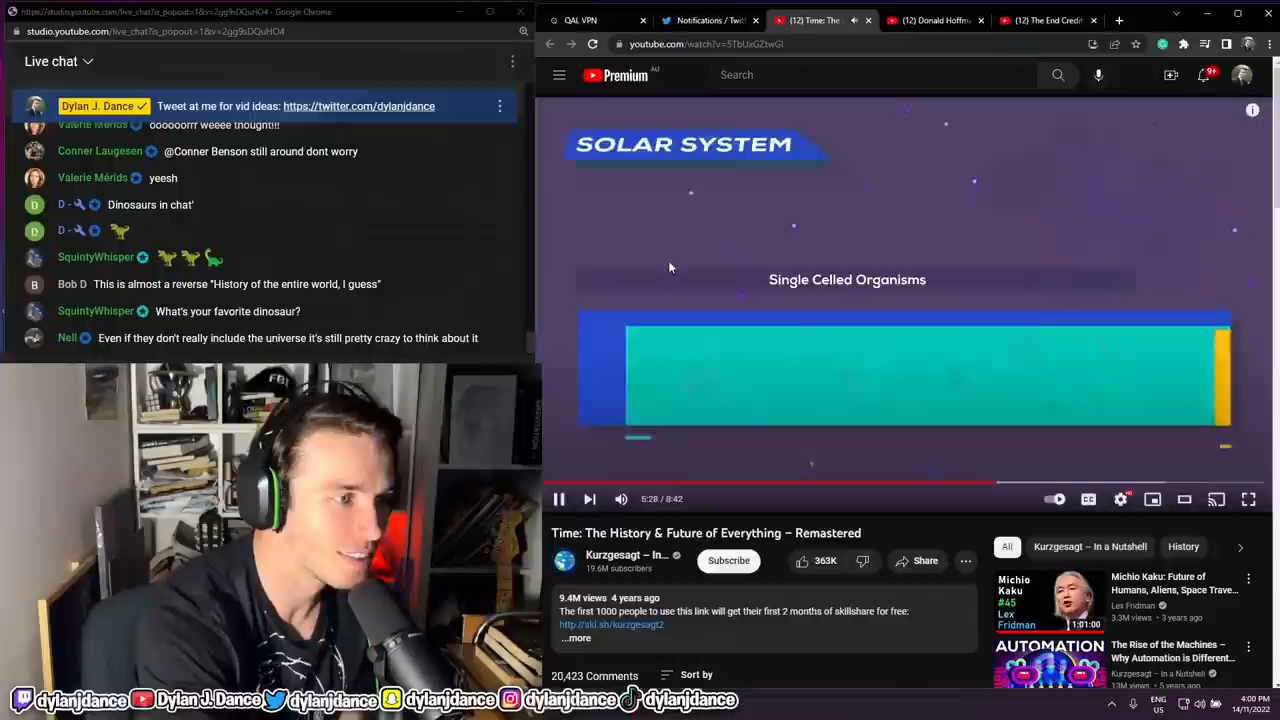 https://studio.youtube.com/live_chat?is_popout=1&v=2gg9sDQuHO4 - Google Chrome
studio.youtube.com/live_chat?is_popout=1&v=2gg9sDQuHO4
Live chat
Dylan J. Dance Tweet at me for vid ideas: https://twitter.com/dylanjdance
Valerie Mérids oooooorrr weeee thought!!!
Conner Laugesen @Conner Benson still around dont worry
Valerie Mérids yeesh
D - Dinosaurs in chat'
D -
SquintyWhisper
Bob D This is almost a reverse "History of the entire world, I guess"
SquintyWhisper What's your favorite dinosaur?
Nell Even if they don't really include the universe it's still pretty crazy to think about it
QAL VPN
Notifications / Twit
(12) Time: The
(12) Donald Hoffm
(12) The End Credit
youtube.com/watch?v=5TbUxGZtwGI
Premium AU
Search
9+
SOLAR SYSTEM
Single Celled Organisms
5:28 / 8:42
CC
HD
Time: The History & Future of Everything – Remastered
Kurzgesagt – In...
19.6M subscribers
Subscribe
363K
Share
9.4M views 4 years ago
The first 1000 people to use this link will get their first 2 months of skillshare for free:
http://skl.sh/kurzgesagt2
...more
20,423 Comments
Sort by
All
Kurzgesagt – In a Nutshell
History
Michio
Kaku
#45
Lex
Fridman
1:01:00
Michio Kaku: Future of
Humans, Aliens, Space Trave...
Lex Fridman
3.3M views • 3 years ago
AUTOMATION
The Rise of the Machines –
Why Automation is Different...
Kurzgesagt – In a Nutshell
13M views • 5 years ago
dylanjdance
Dylan J. Dance
dylanjdance
dylanjdance
dylanjdance
dylanjdance
ENG
US
4:00 PM
14/11/2022